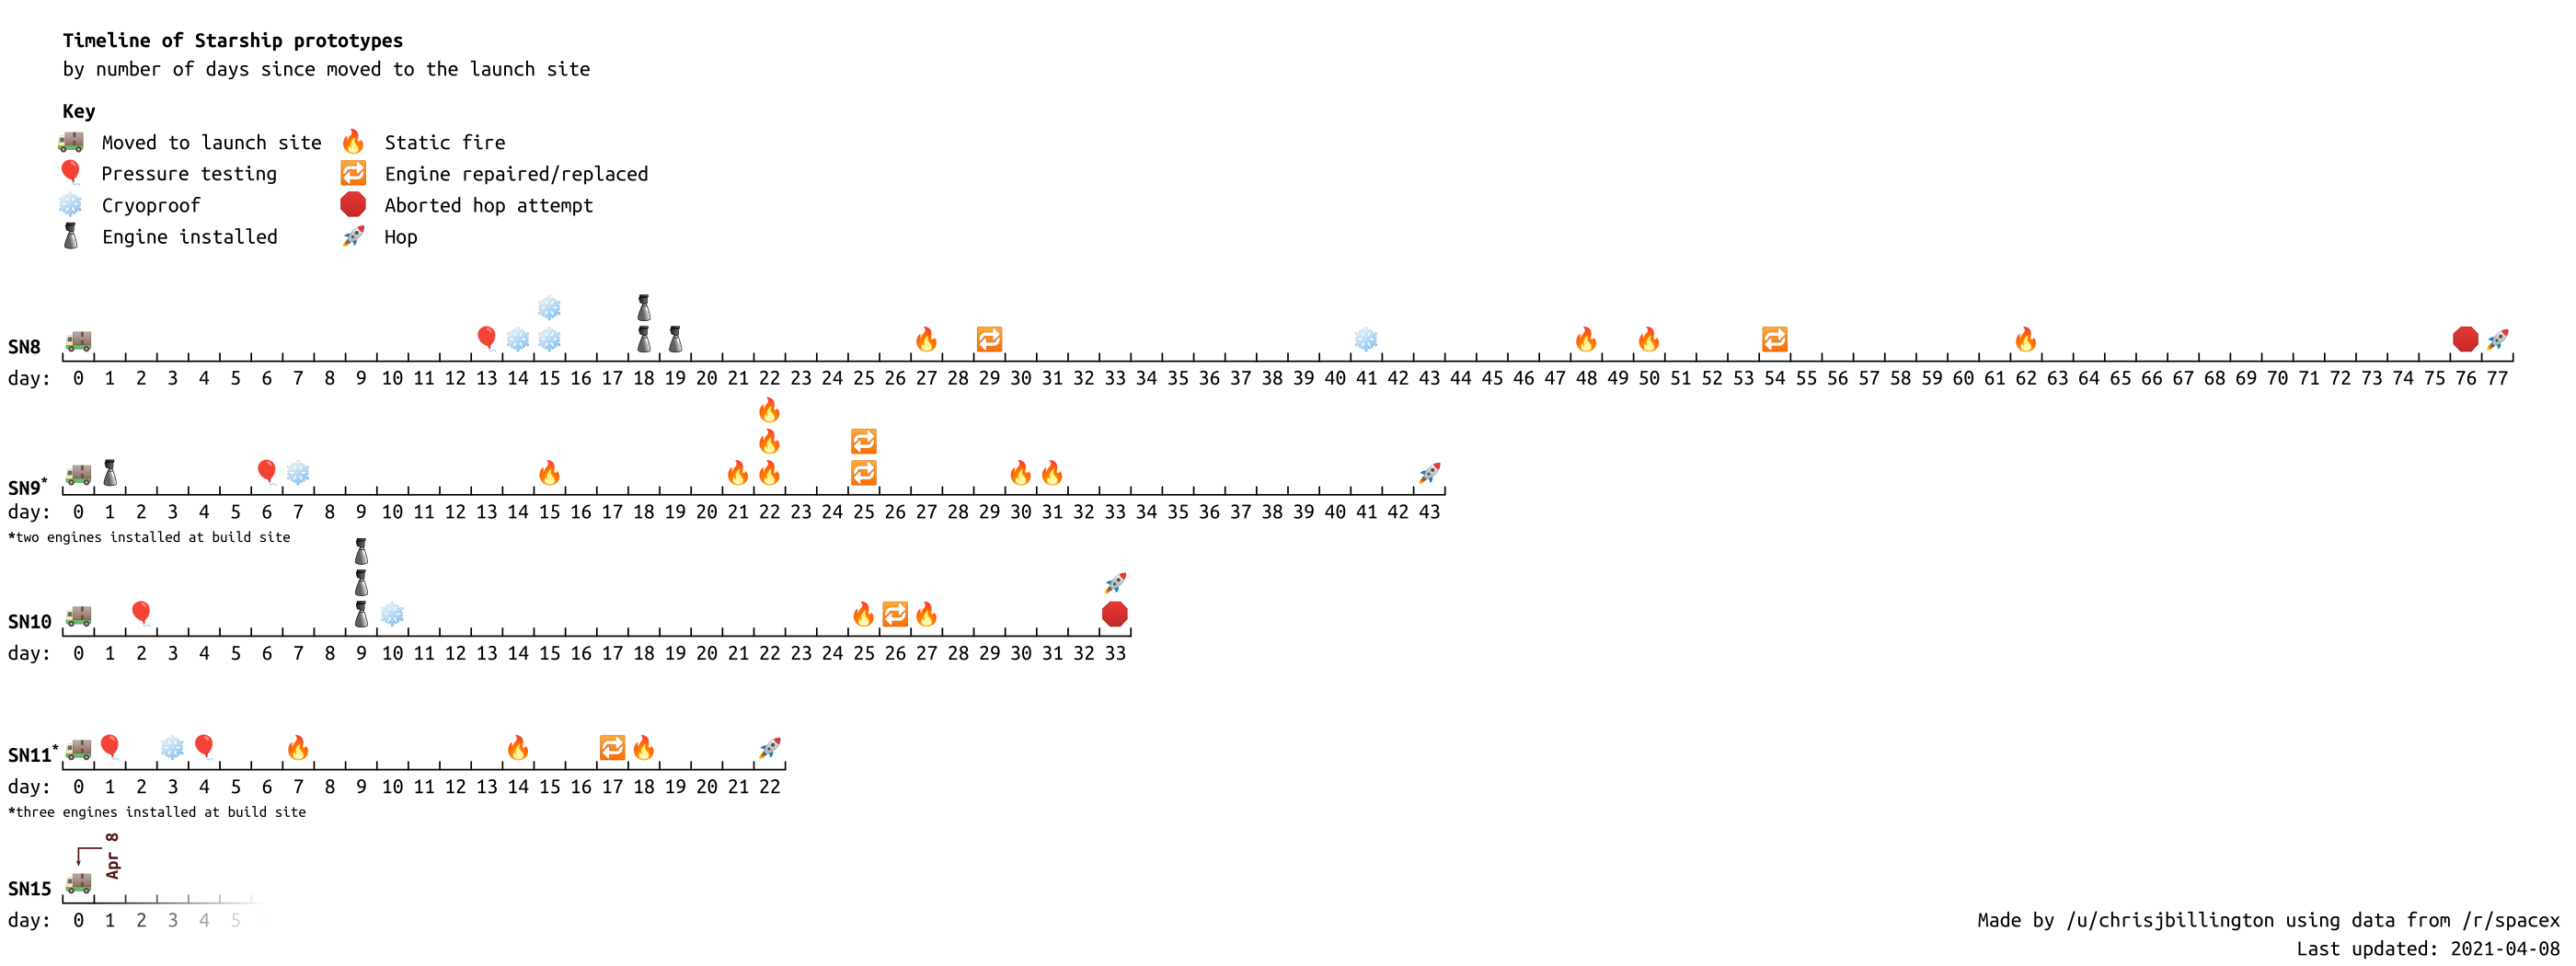 Timeline of Starship prototypes
by number of days since moved to the launch site
Key
Moved to launch site Static fire
Pressure testing Engine repaired/replaced
Cryoproof Aborted hop attempt
Engine installed Hop
SN8
day: 0 1 2 3 4 5 6 7 8 9 10 11 12 13 14 15 16 17 18 19 20 21 22 23 24 25 26 27 28 29 30 31 32 33 34 35 36 37 38 39 40 41 42 43 44 45 46 47 48 49 50 51 52 53 54 55 56 57 58 59 60 61 62 63 64 65 66 67 68 69 70 71 72 73 74 75 76 77
SN9*
day: 0 1 2 3 4 5 6 7 8 9 10 11 12 13 14 15 16 17 18 19 20 21 22 23 24 25 26 27 28 29 30 31 32 33 34 35 36 37 38 39 40 41 42 43
*two engines installed at build site
SN10
day: 0 1 2 3 4 5 6 7 8 9 10 11 12 13 14 15 16 17 18 19 20 21 22 23 24 25 26 27 28 29 30 31 32 33
SN11*
day: 0 1 2 3 4 5 6 7 8 9 10 11 12 13 14 15 16 17 18 19 20 21 22
*three engines installed at build site
Apr 8
SN15
day: 0 1 2 3 4 5
Made by /u/chrisjbillington using data from /r/spacex
Last updated: 2021-04-08